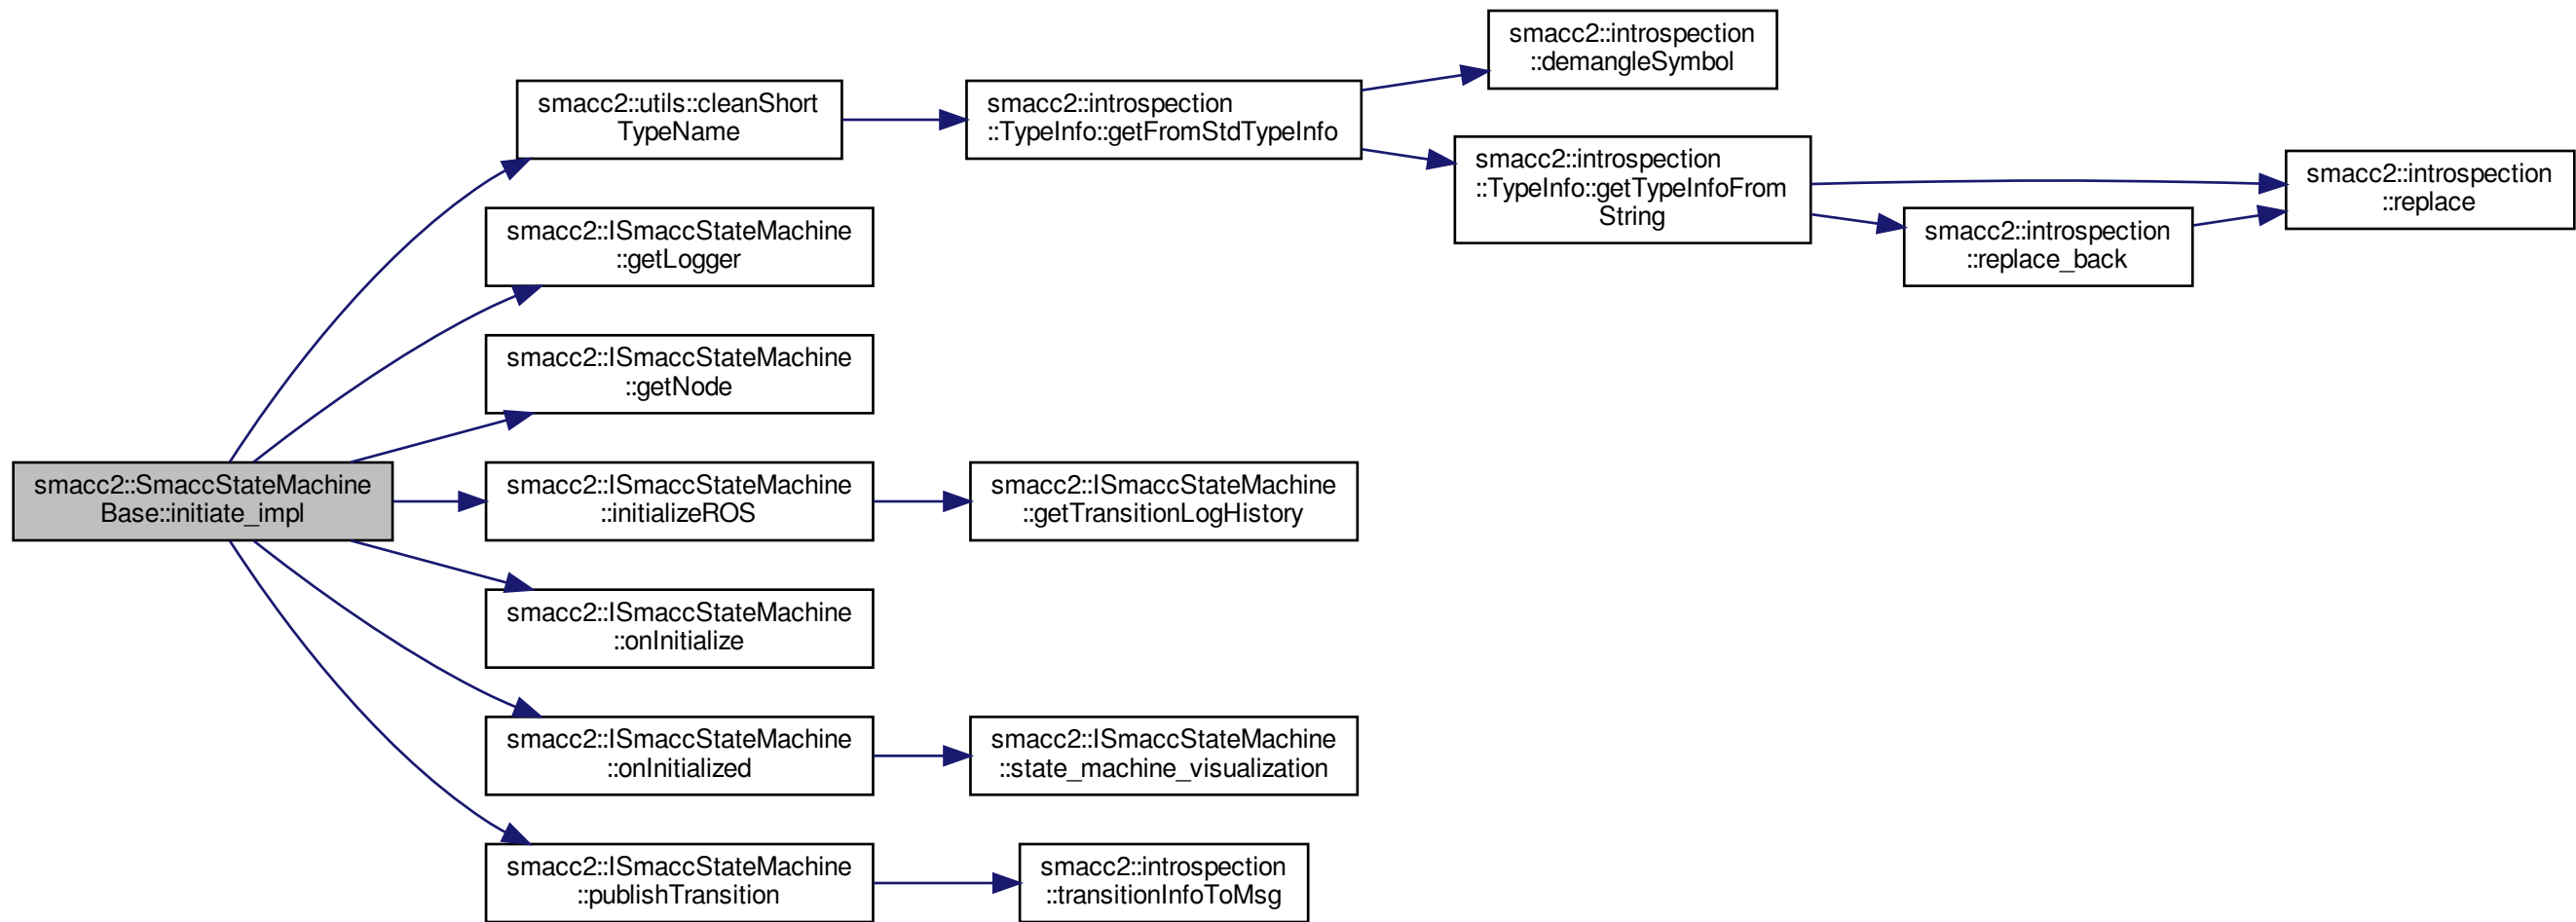 smacc2::SmaccStateMachine
Base::initiate_impl
smacc2::utils::cleanShort
TypeName
smacc2::introspection
::TypeInfo::getFromStdTypeInfo
smacc2::introspection
::demangleSymbol
smacc2::introspection
::TypeInfo::getTypeInfoFrom
String
smacc2::introspection
::replace
smacc2::introspection
::replace_back
smacc2::ISmaccStateMachine
::getLogger
smacc2::ISmaccStateMachine
::getNode
smacc2::ISmaccStateMachine
::initializeROS
smacc2::ISmaccStateMachine
::getTransitionLogHistory
smacc2::ISmaccStateMachine
::onInitialize
smacc2::ISmaccStateMachine
::onInitialized
smacc2::ISmaccStateMachine
::state_machine_visualization
smacc2::ISmaccStateMachine
::publishTransition
smacc2::introspection
::transitionInfoToMsg